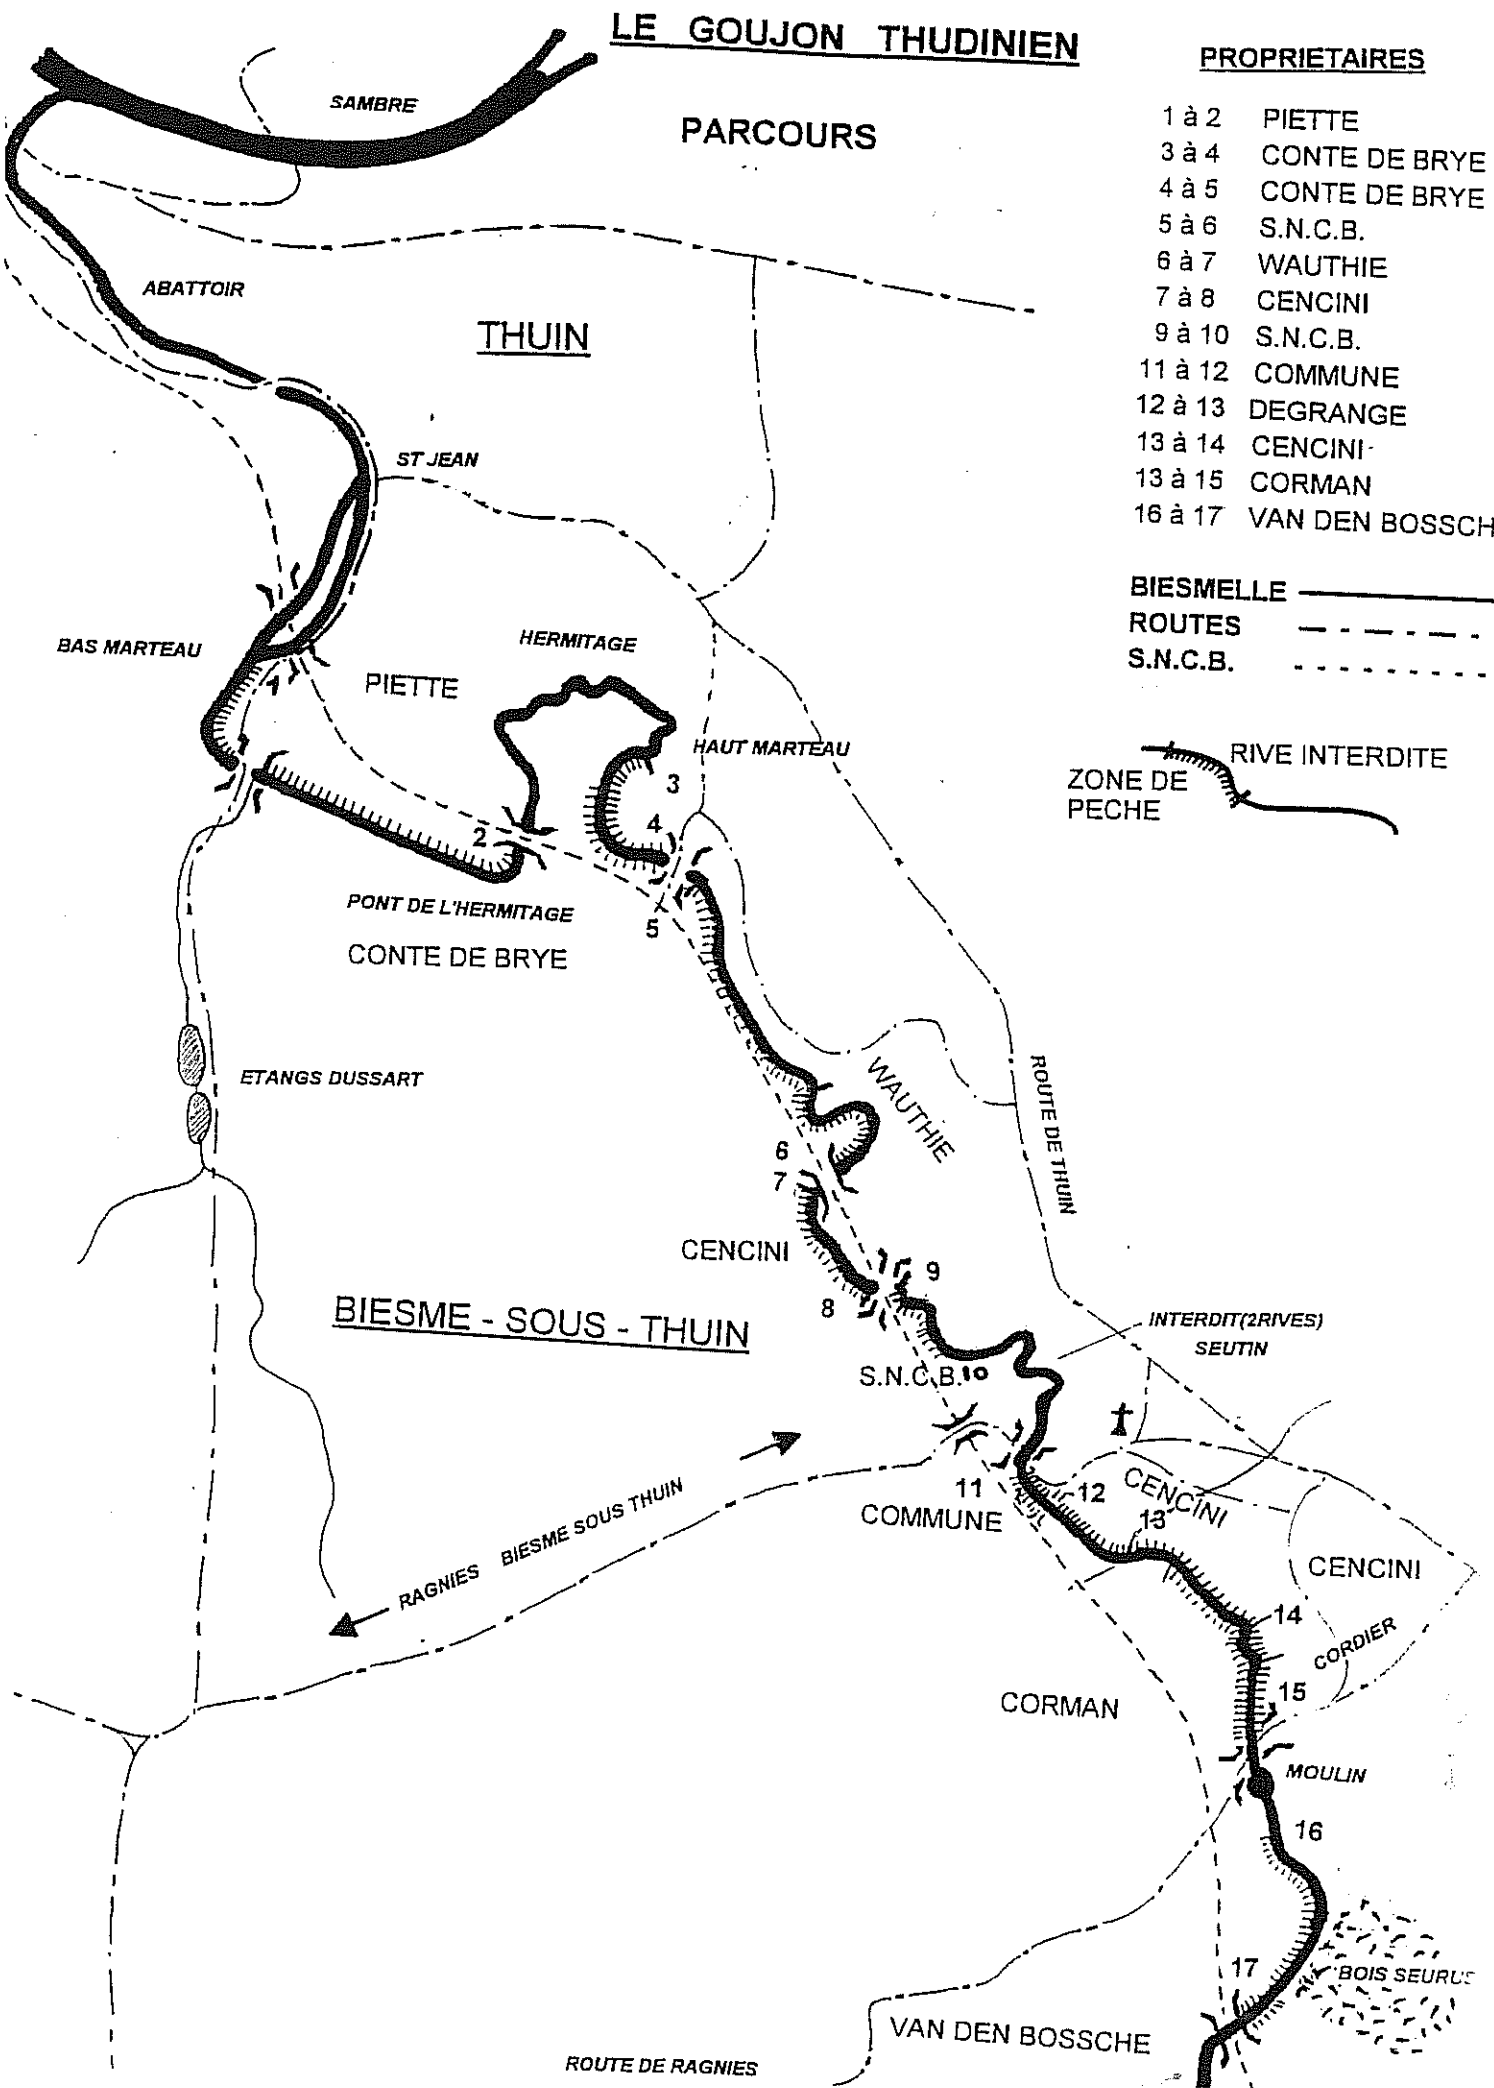 LE GOUJON THUDINIEN
PARCOURS
PROPRIETAIRES
1 à 2 PIETTE
3 à 4 CONTE DE BRYE
4 à 5 CONTE DE BRYE
5 à 6 S.N.C.B.
6 à 7 WAUTHIE
7 à 8 CENCINI
9 à 10 S.N.C.B.
11 à 12 COMMUNE
12 à 13 DEGRANGE
13 à 14 CENCINI
13 à 15 CORMAN
16 à 17 VAN DEN BOSSCH
BIESMELLE
ROUTES
S.N.C.B.
RIVE INTERDITE
ZONE DE
PECHE
SAMBRE
ABATTOIR
THUIN
ST JEAN
BAS MARTEAU
HERMITAGE
PIETTE
HAUT MARTEAU
3
4
2
PONT DE L'HERMITAGE
5
CONTE DE BRYE
ETANGS DUSSART
WAUTHIE
ROUTE DE THUIN
6
7
CENCINI
9
8
BIESME - SOUS - THUIN
INTERDIT(2RIVES)
SEUTIN
S.N.C.B. 10
11
12
CENCINI
COMMUNE
13
RAGNIES BIESME SOUS THUIN
CENCINI
14
CORDIER
15
CORMAN
MOULIN
16
17
BOIS SEURUS
VAN DEN BOSSCHE
ROUTE DE RAGNIES